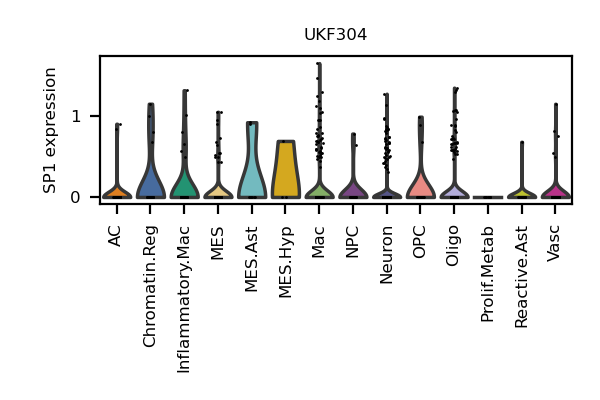 UKF304
SP1 expression
1
0
AC
Chromatin.Reg
Inflammatory.Mac
MES
MES.Ast
MES.Hyp
Mac
NPC
Neuron
OPC
Oligo
Prolif.Metab
Reactive.Ast
Vasc